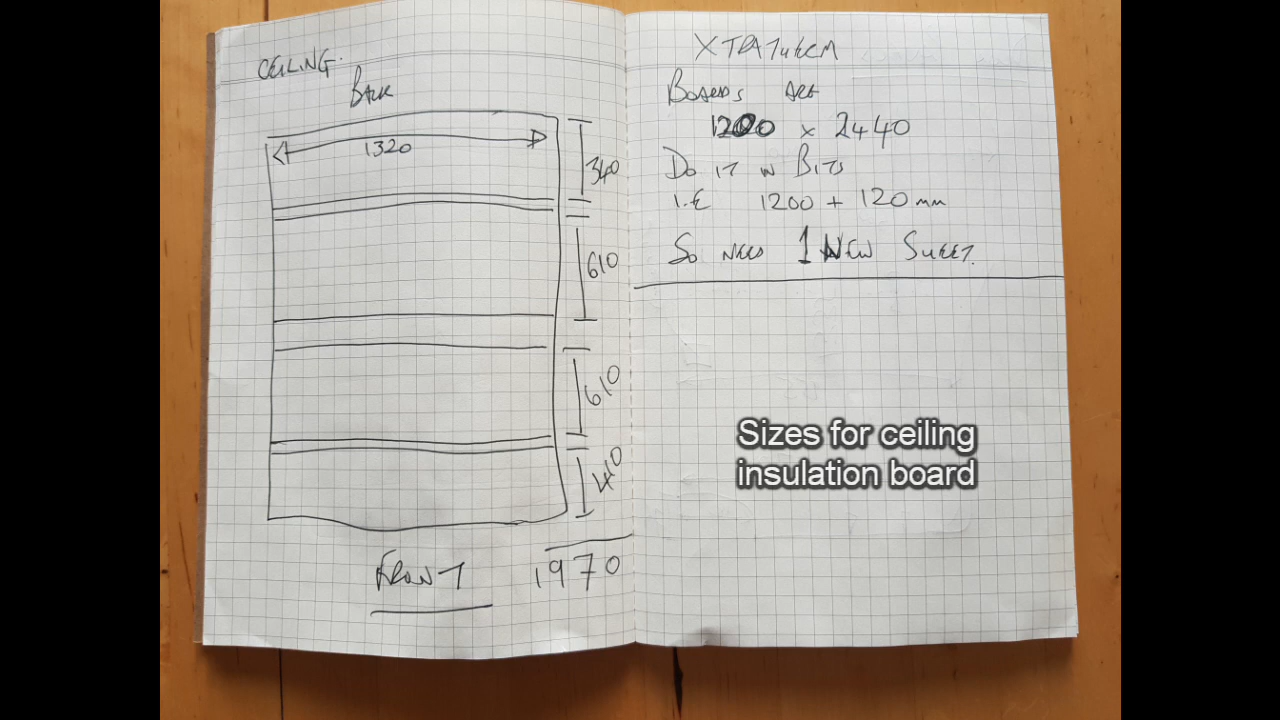 CEILING.
BACK
1320
340
610
610
410
FRONT
1970
XTRATHERM
BOARDS ARE
1200 x 2440
DO IT IN BITS
I.E 1200 + 120 mm
SO NEED 1 NEW SHEET.
Sizes for ceiling
insulation board